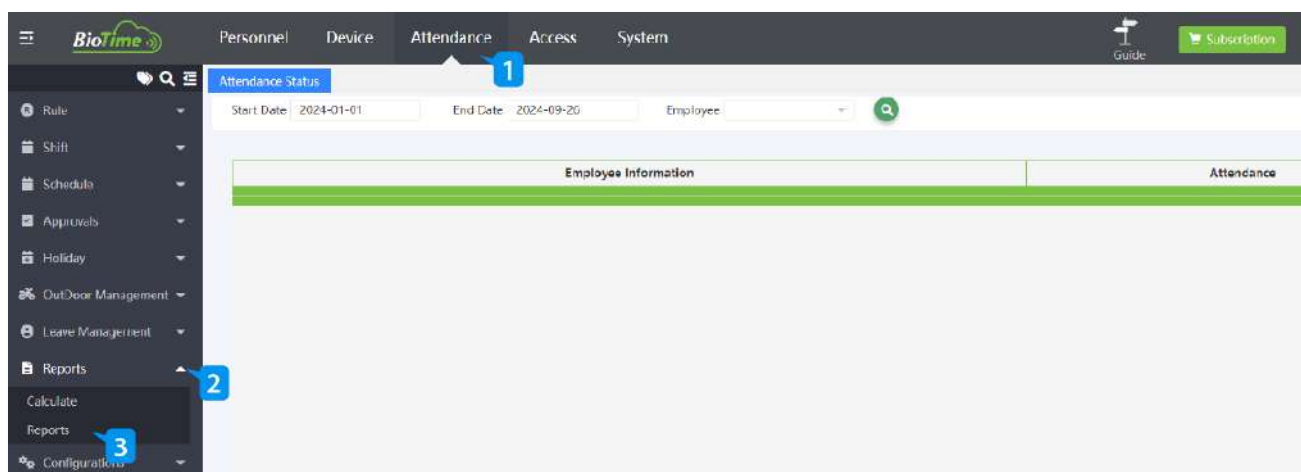 BioTime Personnel Device Attendance Access System Guide Subscription
1
Attendance Status
Start Date 2024-01-01 End Date 2024-09-26 Employee
Rule
Shift
Schedule
Approvals
Holiday
OutDoor Management
Leave Management
Reports
2
Calculate
Reports
3
Configurations
Employee Information Attendance